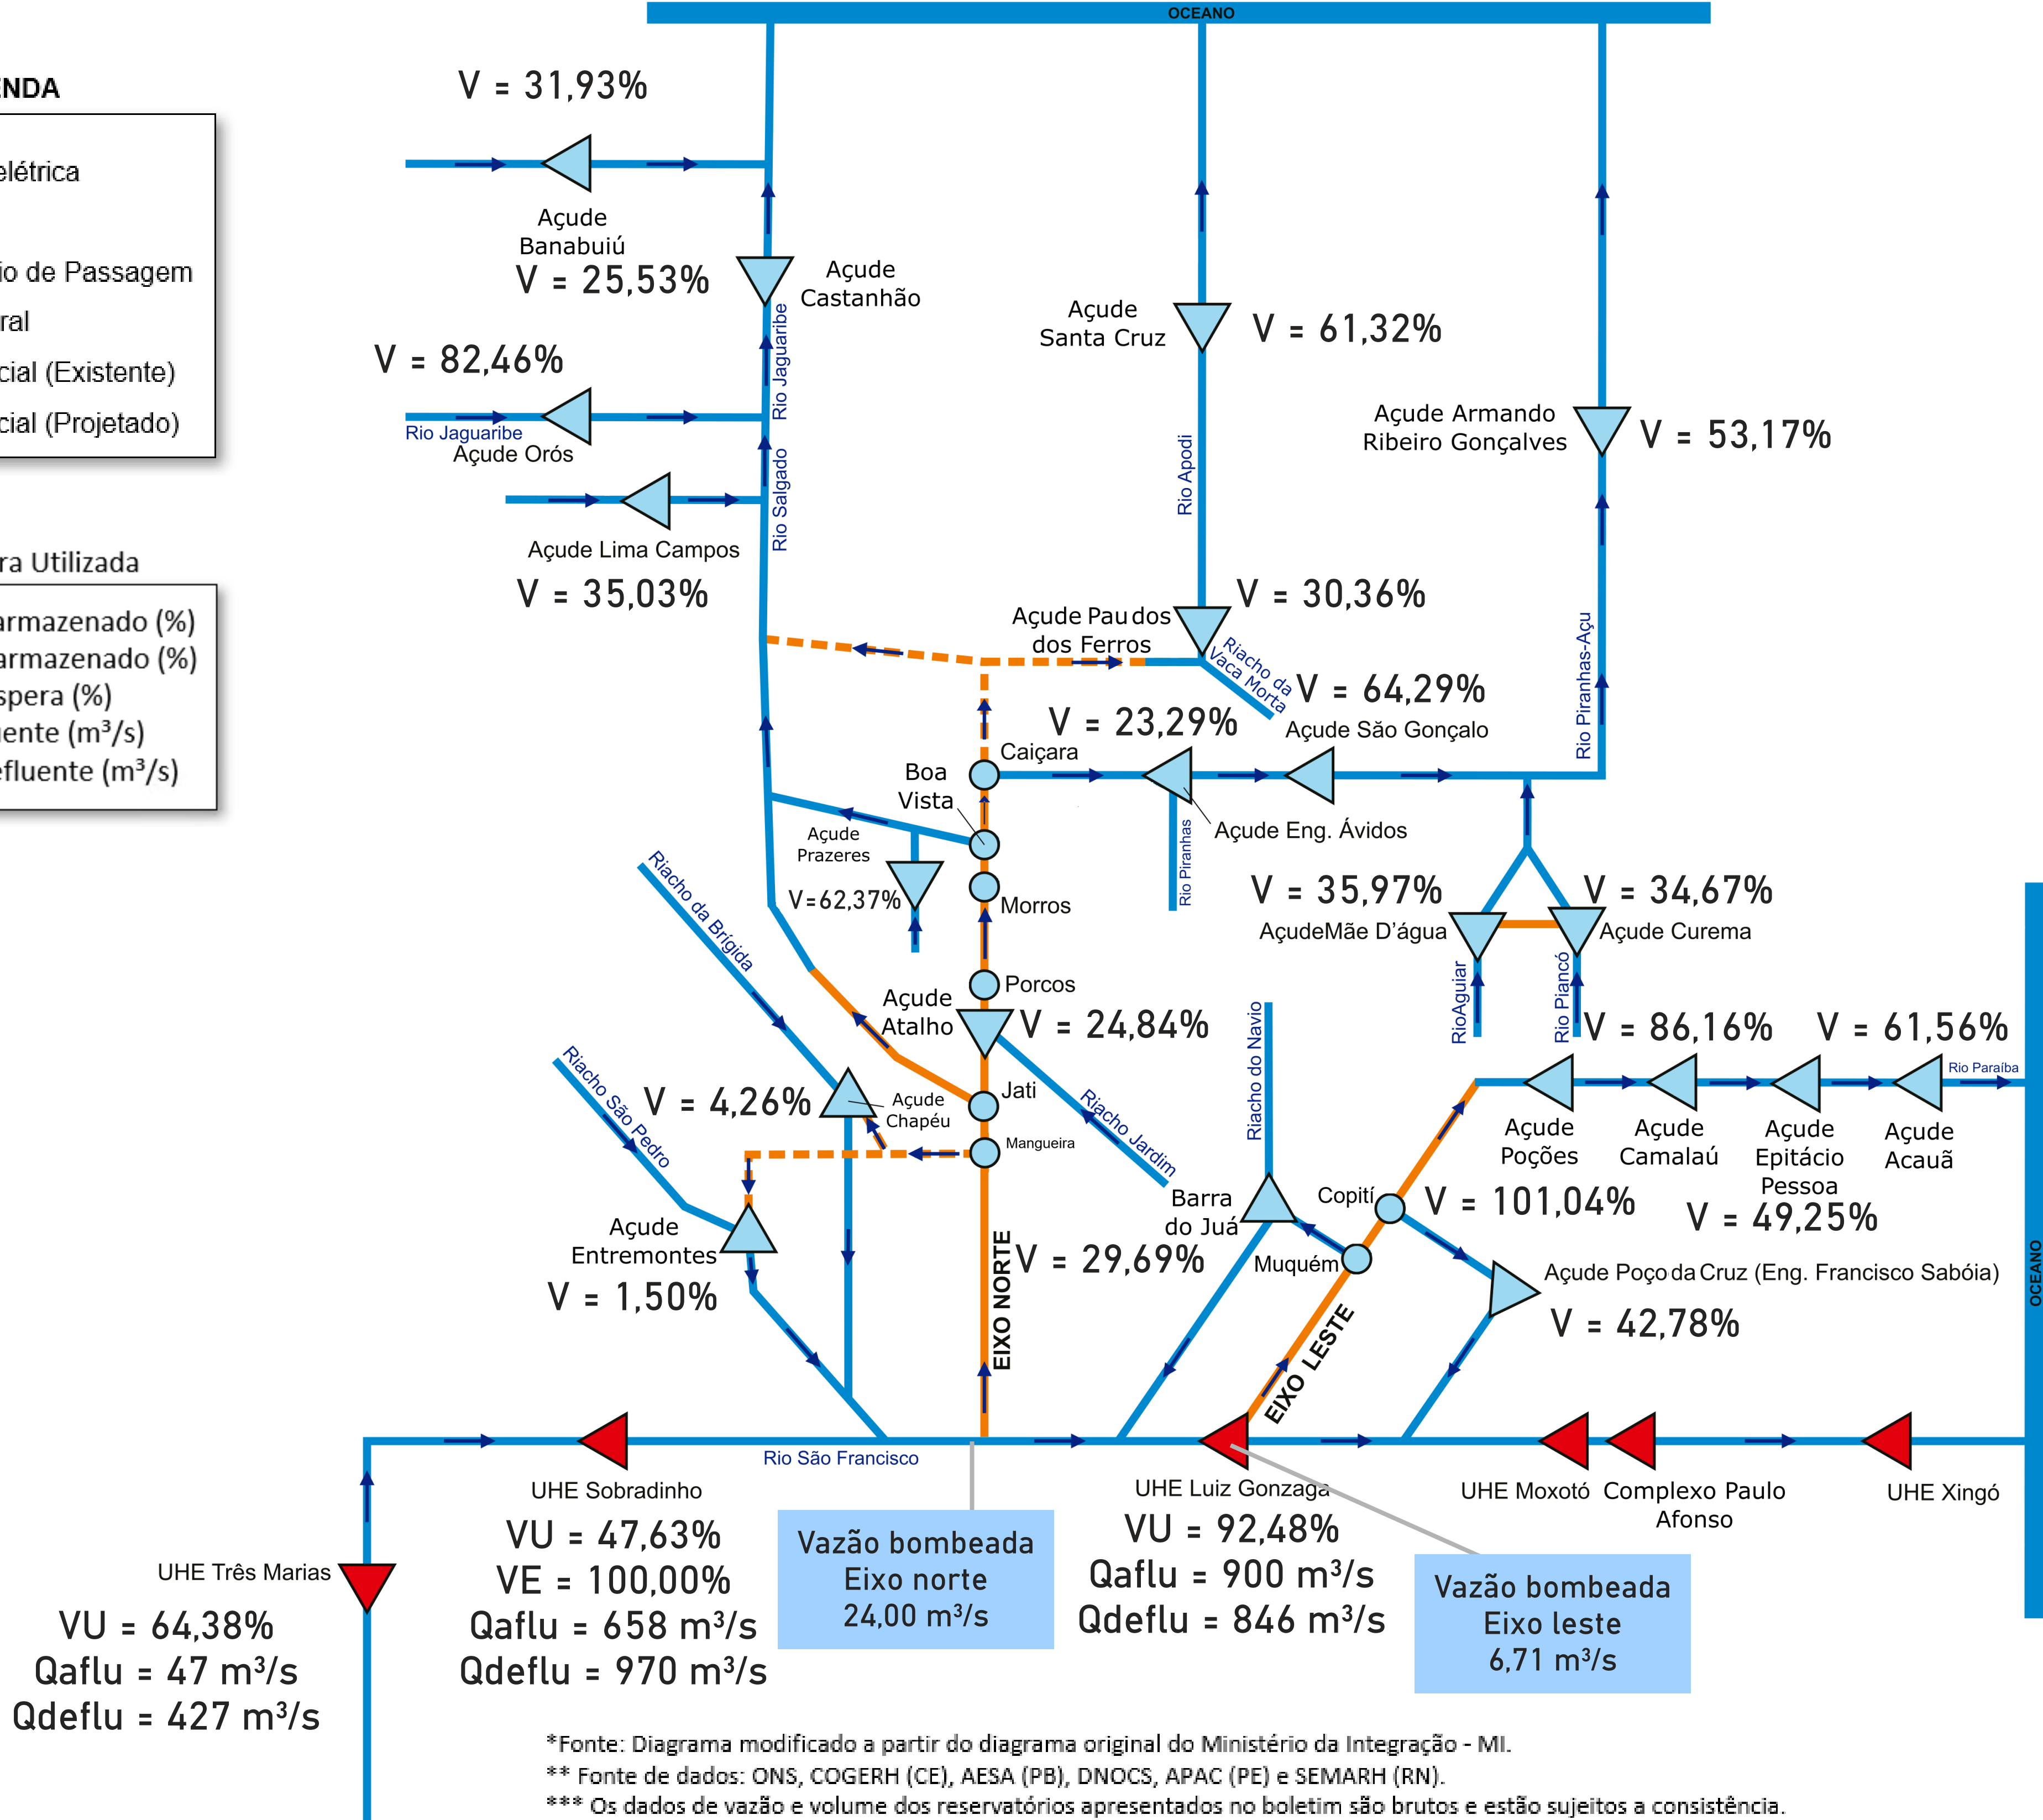 OCEANO
ENDA
elétrica
io de Passagem
ral
cial (Existente)
cial (Projetado)
ra Utilizada
armazenado (%)
armazenado (%)
spera (%)
uente (m³/s)
efluente (m³/s)
V = 31,93%
Açude
Banabuiú
V = 25,53%
Açude
Castanhão
V = 82,46%
Rio Jaguaribe
Açude Orós
Rio Jaguaribe
Rio Salgado
Açude Lima Campos
V = 35,03%
Açude
Santa Cruz
V = 61,32%
Rio Apodi
Açude Armando
Ribeiro Gonçalves
V = 53,17%
Rio Piranhas-Açu
Açude Pau dos
dos Ferros
V = 30,36%
Riacho da
Vaca Morta
V = 64,29%
Açude São Gonçalo
V = 23,29%
Caiçara
Boa
Vista
Açude Eng. Ávidos
Rio Piranhas
Açude
Prazeres
V=62,37%
Morros
Riacho da Brígida
V = 35,97%
AçudeMãe D'água
V = 34,67%
Açude Curema
RioAguiar
Rio Piancó
Porcos
Açude
Atalho
V = 24,84%
Riacho São Pedro
V = 4,26%
Açude
Chapéu
Jati
Mangueira
Riacho Jardim
Riacho do Navio
V = 86,16%
V = 61,56%
Rio Paraíba
Açude
Poções
Açude
Camalaú
Açude
Epitácio
Pessoa
Açude
Acauã
V = 101,04%
V = 49,25%
Copití
Barra
do Juá
V = 29,69%
Muquém
Açude
Entremontes
V = 1,50%
EIXO NORTE
EIXO LESTE
Açude Poço da Cruz (Eng. Francisco Sabóia)
V = 42,78%
OCEANO
Rio São Francisco
UHE Sobradinho
VU = 47,63%
VE = 100,00%
Qaflu = 658 m³/s
Qdeflu = 970 m³/s
Vazão bombeada
Eixo norte
24,00 m³/s
UHE Luiz Gonzaga
VU = 92,48%
Qaflu = 900 m³/s
Qdeflu = 846 m³/s
Vazão bombeada
Eixo leste
6,71 m³/s
UHE Moxotó
Complexo Paulo
Afonso
UHE Xingó
UHE Três Marias
VU = 64,38%
Qaflu = 47 m³/s
Qdeflu = 427 m³/s
*Fonte: Diagrama modificado a partir do diagrama original do Ministério da Integração - MI.
** Fonte de dados: ONS, COGERH (CE), AESA (PB), DNOCS, APAC (PE) e SEMARH (RN).
*** Os dados de vazão e volume dos reservatórios apresentados no boletim são brutos e estão sujeitos a consistência.